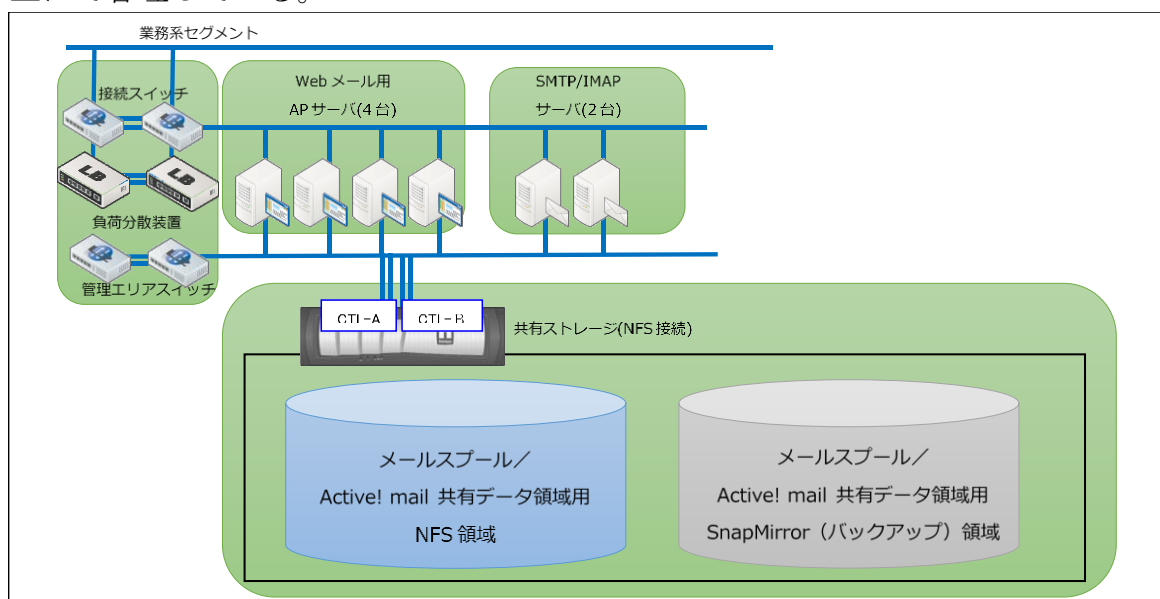 業務系セグメント
接続スイッチ
Web メール用
AP サーバ(4 台)
SMTP/IMAP
サーバ(2 台)
LB
LB
負荷分散装置
管理エリアスイッチ
CTL-A
CTL-B
共有ストレージ(NFS 接続)
メールスプール／
Active! mail 共有データ領域用
NFS 領域
メールスプール／
Active! mail 共有データ領域用
SnapMirror（バックアップ）領域